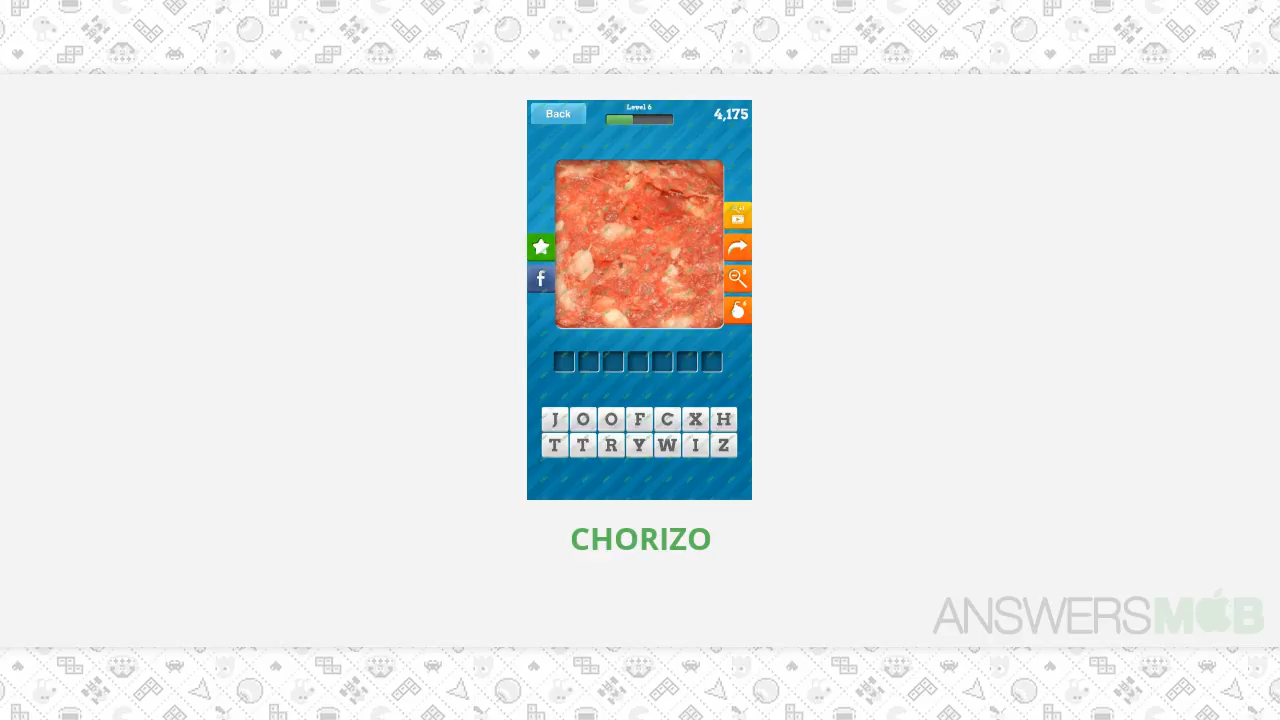 Back
Level 6
4,175
f
J O O F C X H
T T R Y W I Z
CHORIZO
ANSWERSMOB